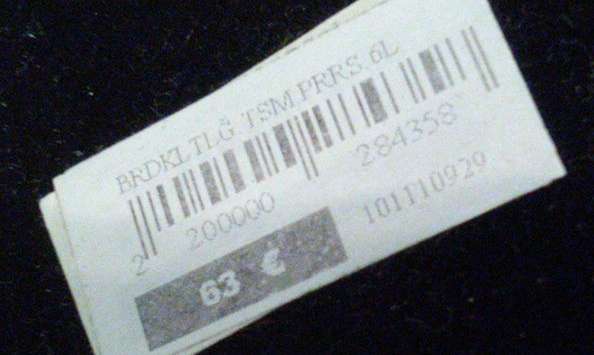 BRDKLTLG TSM PRRS 6L
2 200000 284358
101110929
63 €